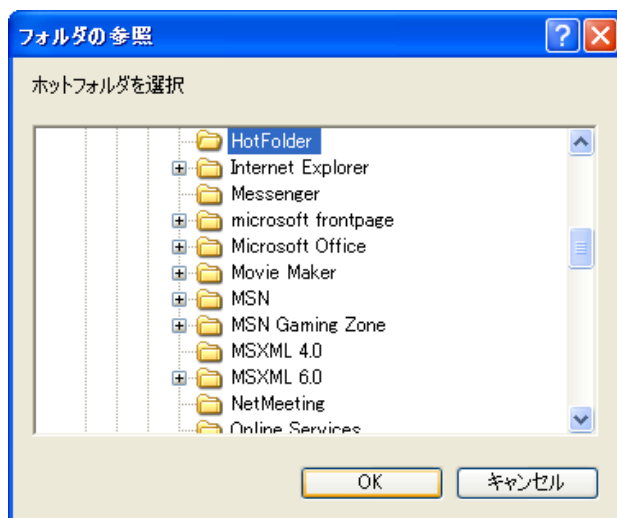 フォルダの参照
ホットフォルダを選択
HotFolder
Internet Explorer
Messenger
microsoft frontpage
Microsoft Office
Movie Maker
MSN
MSN Gaming Zone
MSXML 4.0
MSXML 6.0
NetMeeting
Online Services
OK キャンセル